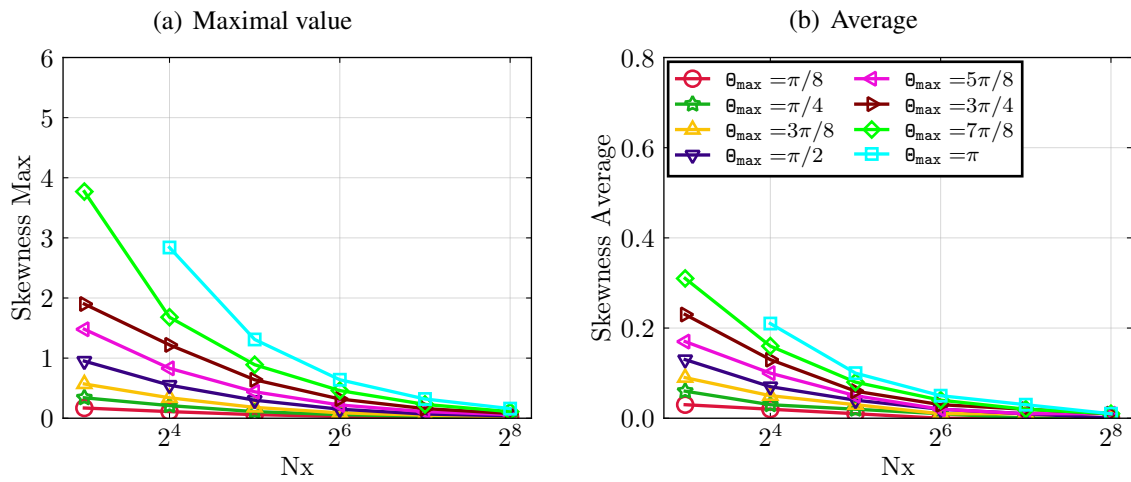 (a) Maximal value
6
5
4
3
2
1
0
Skewness Max
2^4
2^6
2^8
Nx
(b) Average
0.8
0.6
0.4
0.2
0.0
Skewness Average
2^4
2^6
2^8
Nx
Θmax =π/8
Θmax =π/4
Θmax =3π/8
Θmax =π/2
Θmax =5π/8
Θmax =3π/4
Θmax =7π/8
Θmax =π